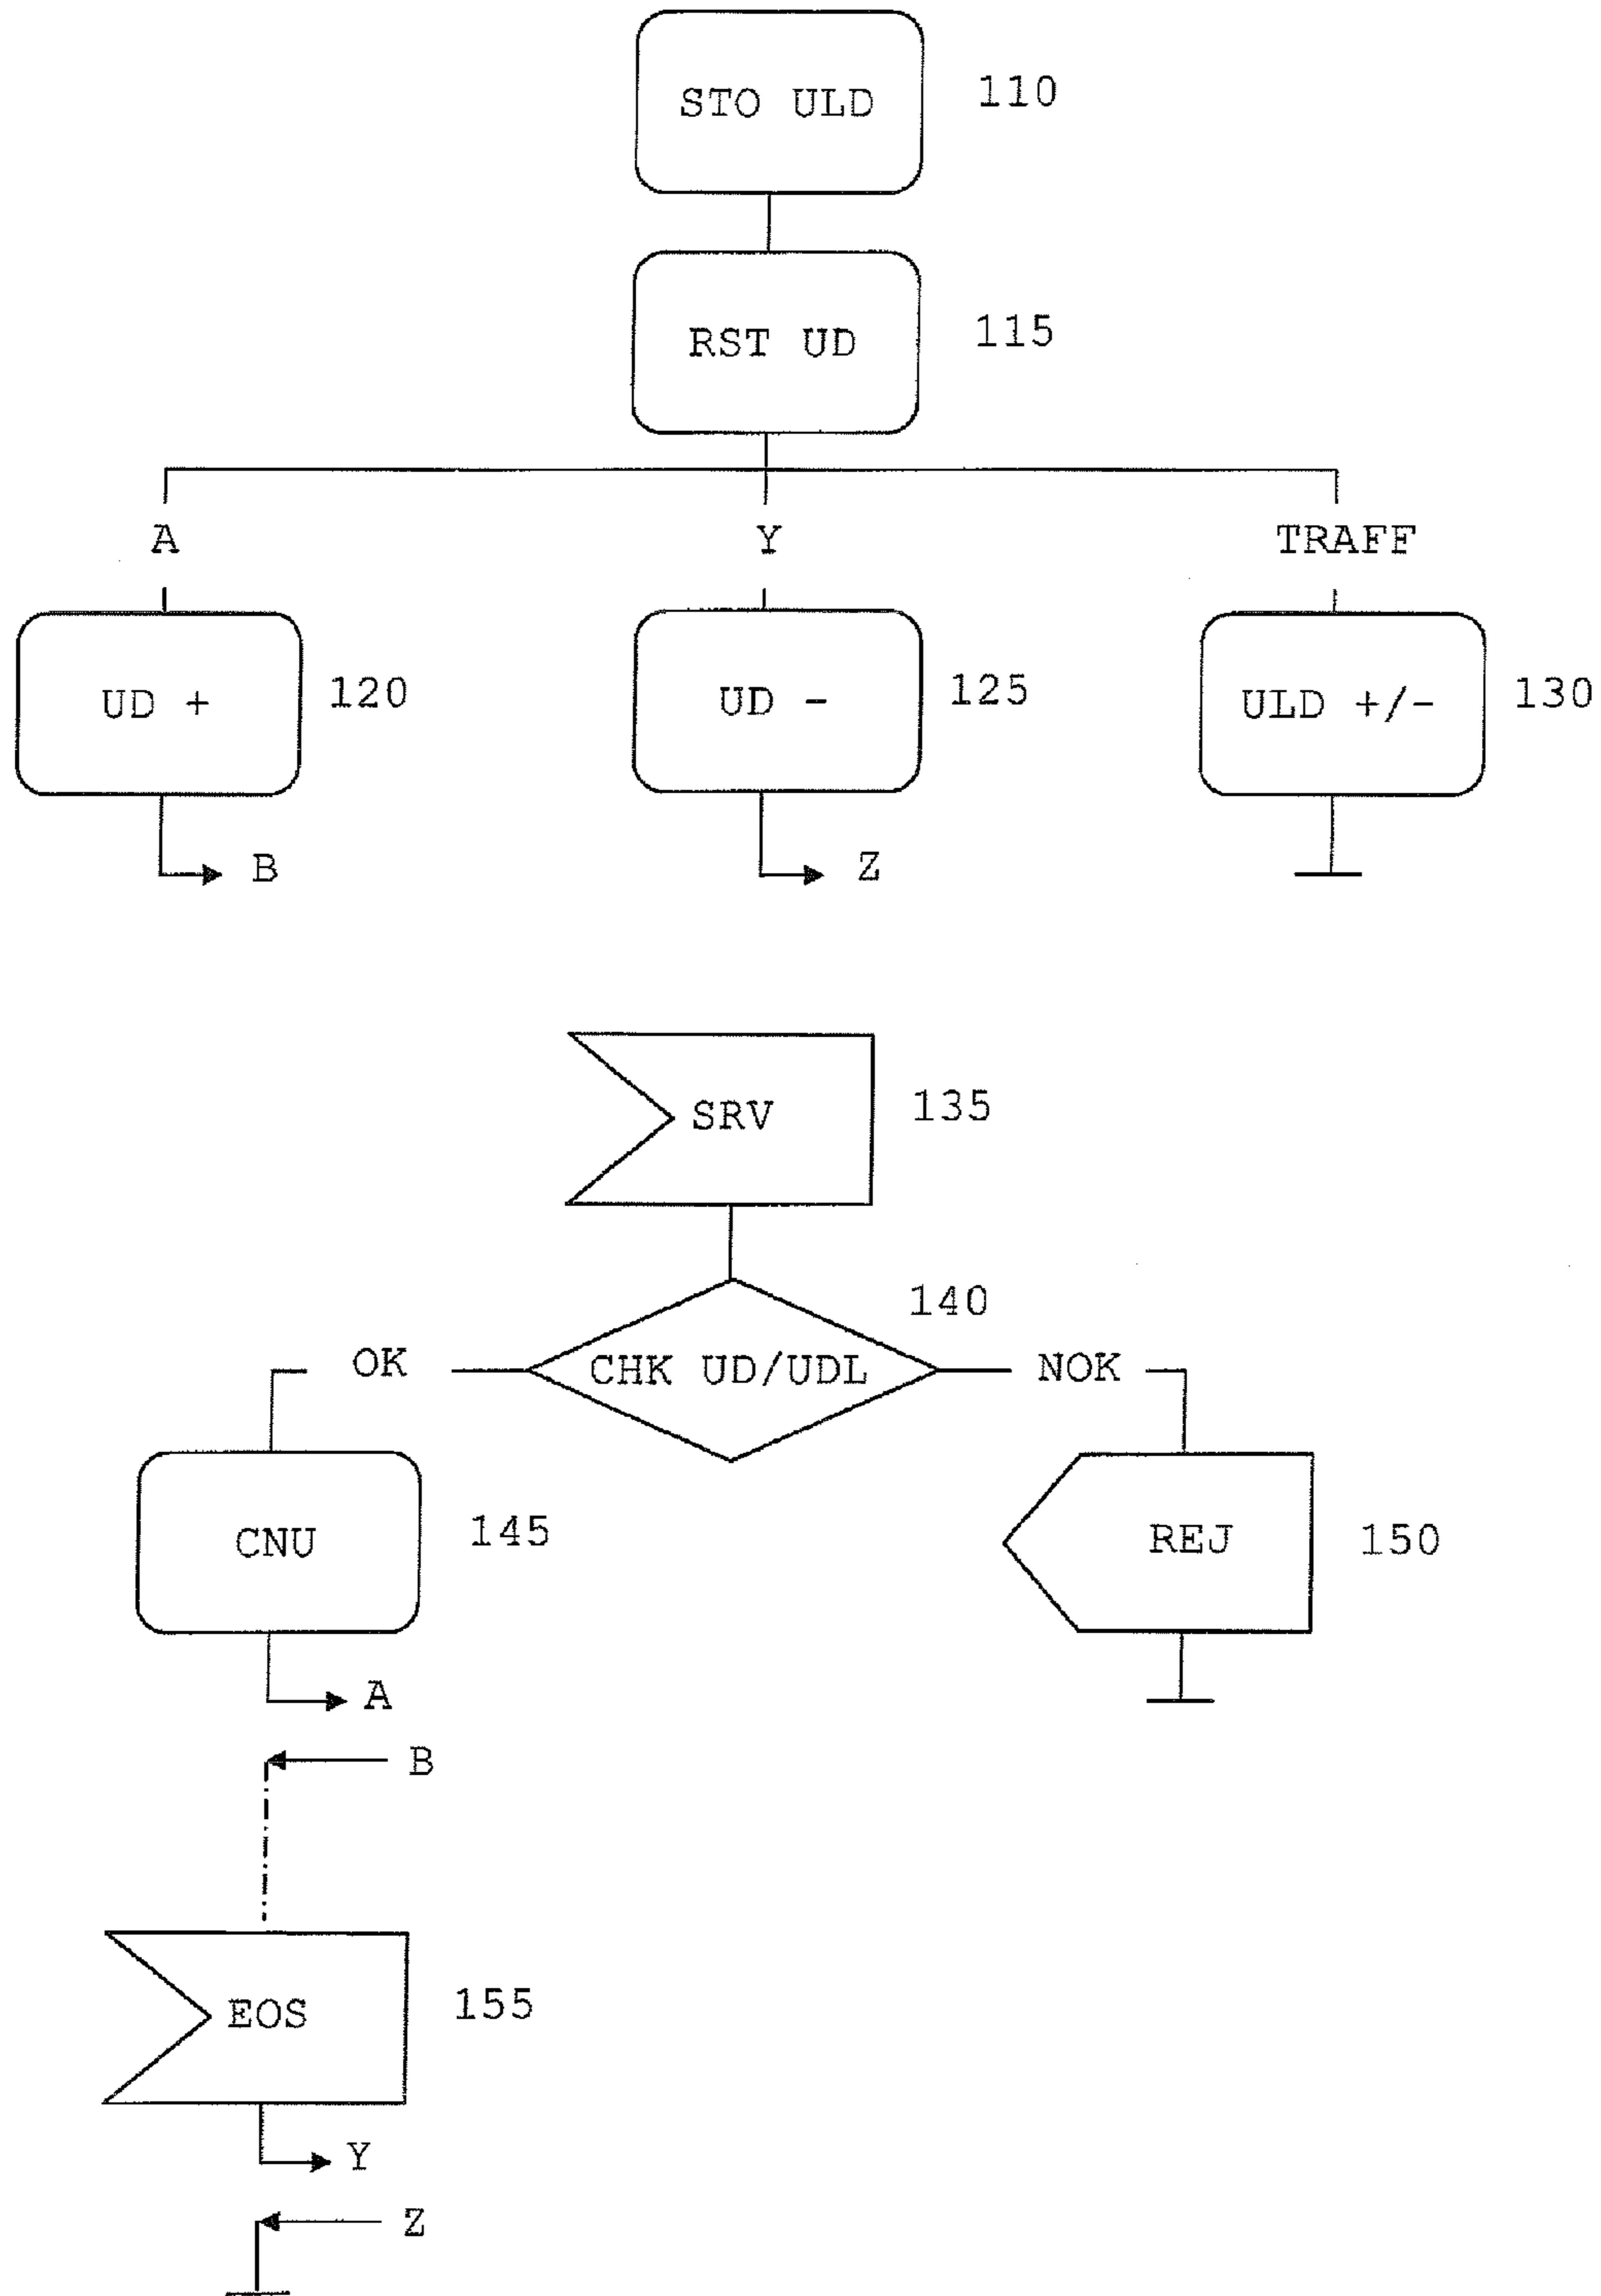 STO ULD 110
RST UD 115
A Y TRAFF
UD + 120 UD - 125 ULD +/- 130
B Z
SRV 135
140
OK CHK UD/UDL NOK
CNU 145 REJ 150
A
B
EOS 155
Y
Z